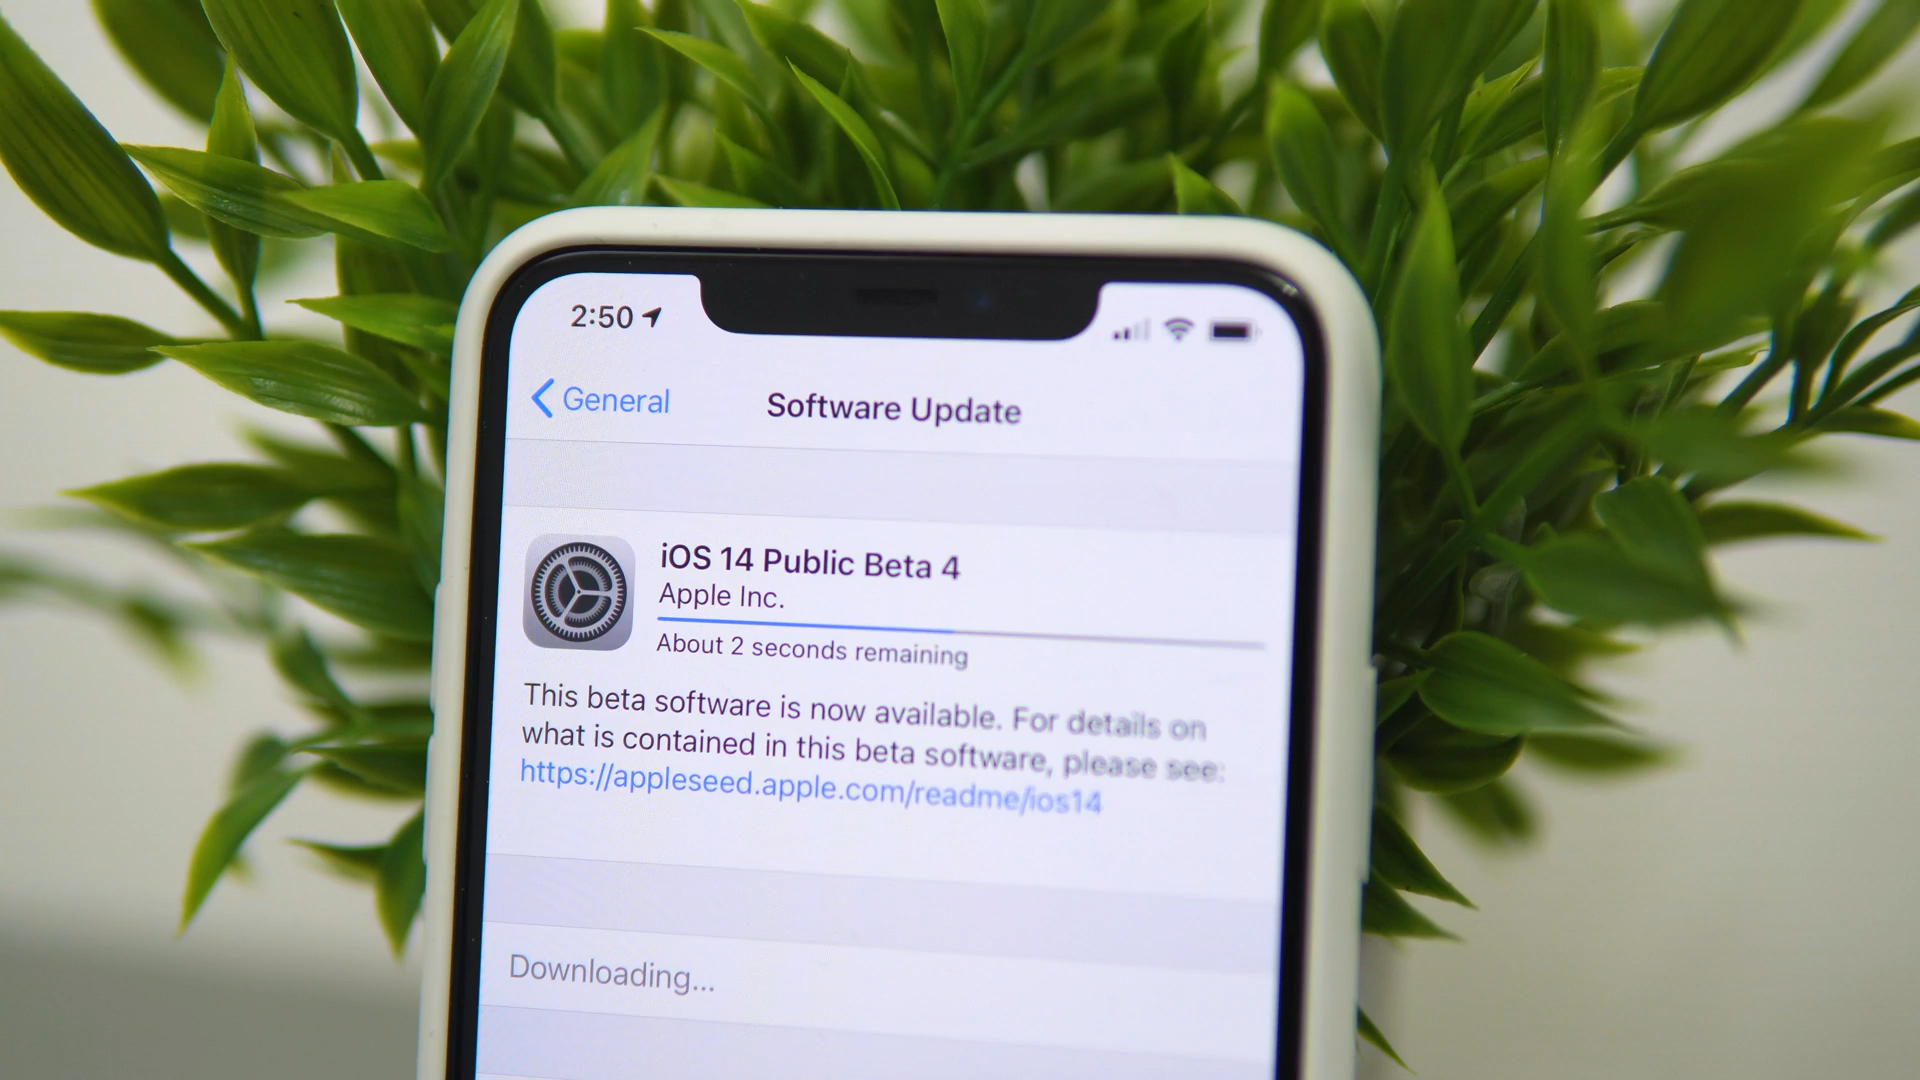 2:50
General
Software Update
iOS 14 Public Beta 4
Apple Inc.
About 2 seconds remaining
This beta software is now available. For details on
what is contained in this beta software, please see:
https://appleseed.apple.com/readme/ios14
Downloading...